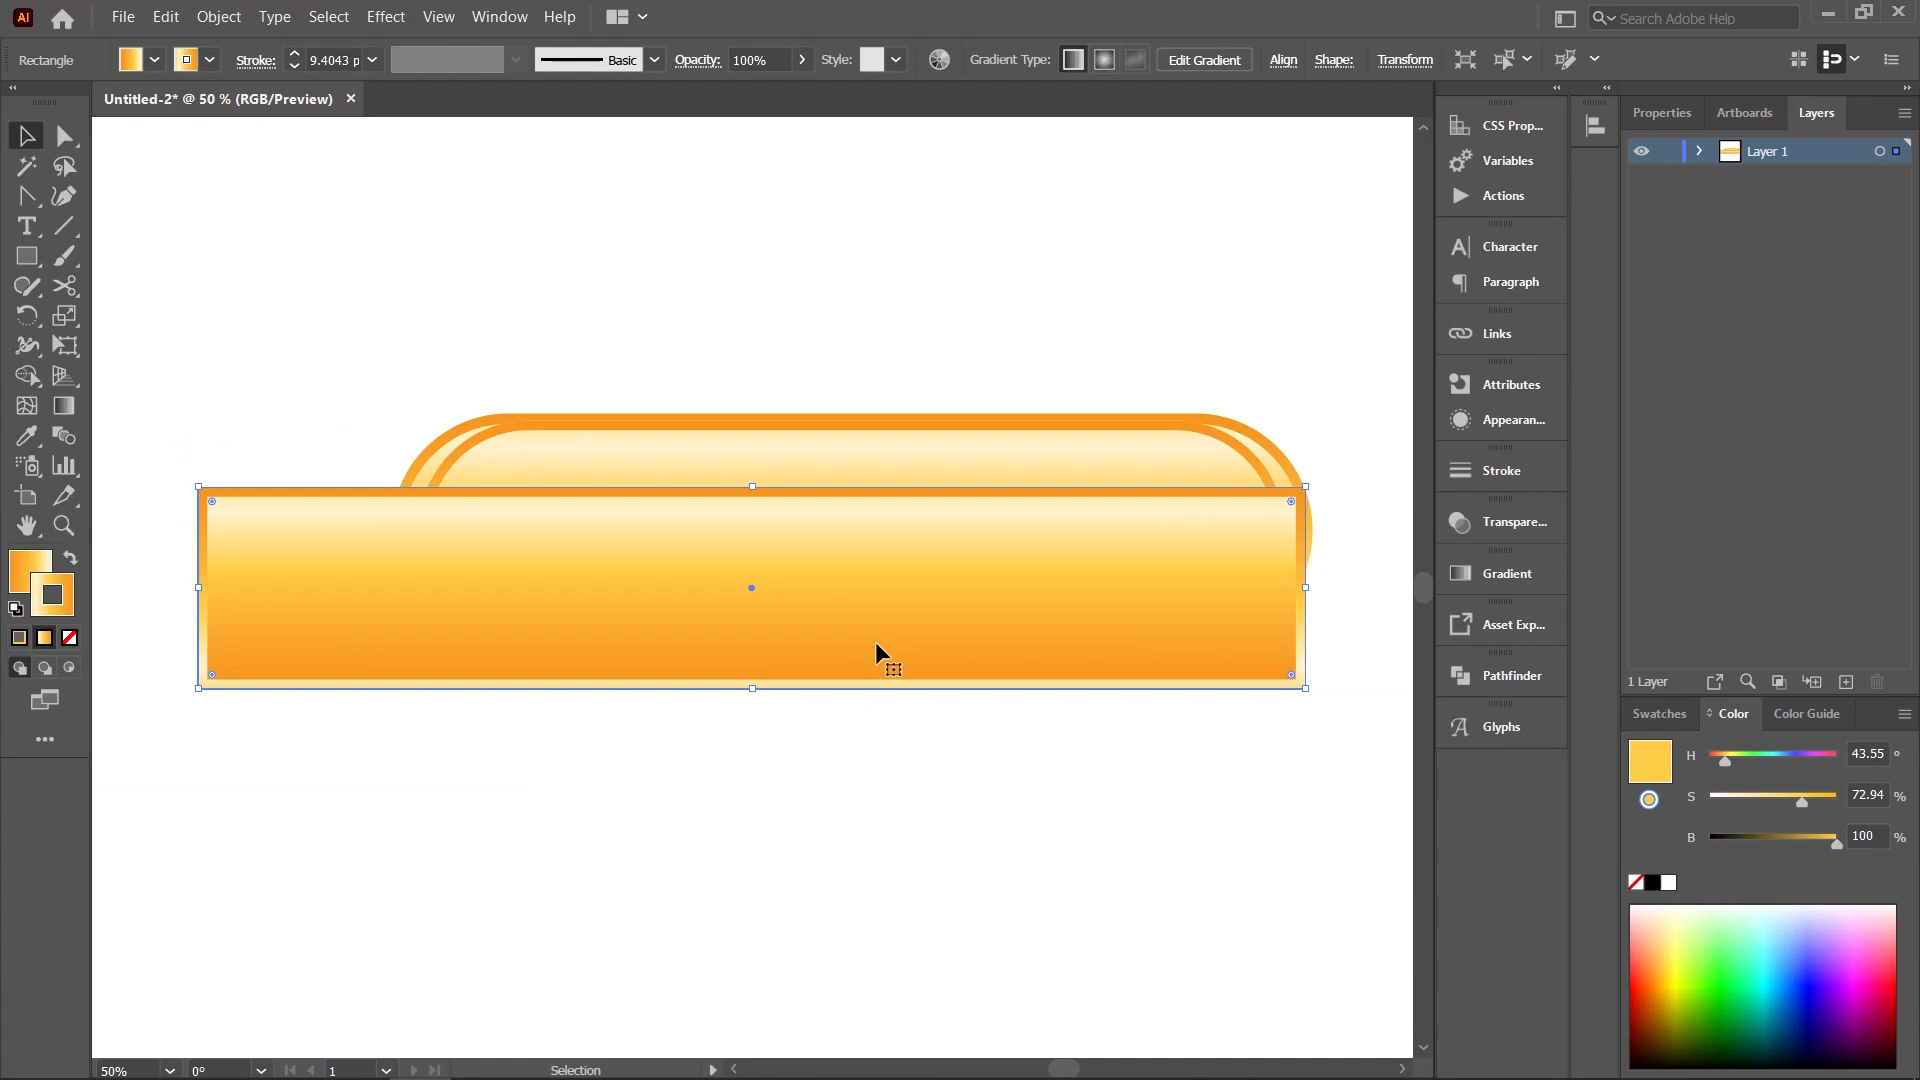 Ai File Edit Object Type Select Effect View Window Help Search Adobe Help
Rectangle Stroke: 9.4043 p Basic Opacity: 100% Style: Gradient Type: Edit Gradient Align Shape: Transform
Untitled-2* @ 50 % (RGB/Preview)
Properties Artboards Layers
Layer 1
CSS Prop...
Variables
Actions
Character
Paragraph
Links
Attributes
Appearan...
Stroke
Transpare...
Gradient
Asset Exp...
Pathfinder
Glyphs
1 Layer
Swatches Color Color Guide
H 43.55 °
S 72.94 %
B 100 %
50% 0° 1 Selection